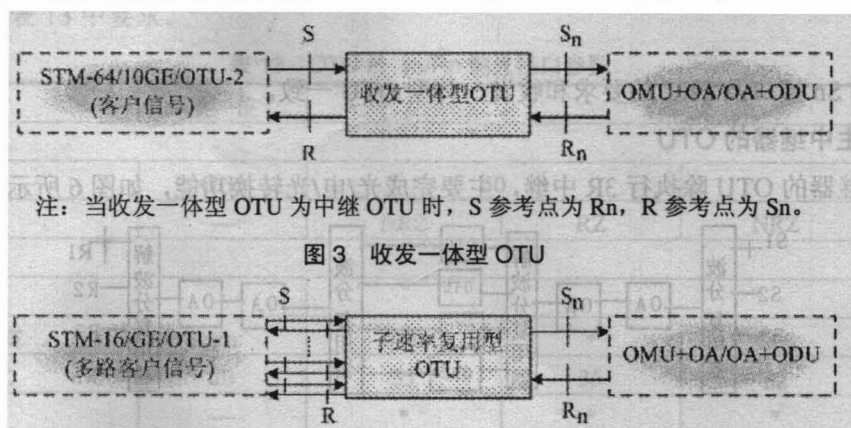 S
Sn
STM-64/10GE/OTU-2
(客户信号)
收发一体型OTU
OMU+OA/OA+ODU
R
Rn
注：当收发一体型 OTU 为中继 OTU 时，S 参考点为 Rn，R 参考点为 Sn。
图 3 收发一体型 OTU
S
Sn
STM-16/GE/OTU-1
(多路客户信号)
子速率复用型
OTU
OMU+OA/OA+ODU
R
Rn